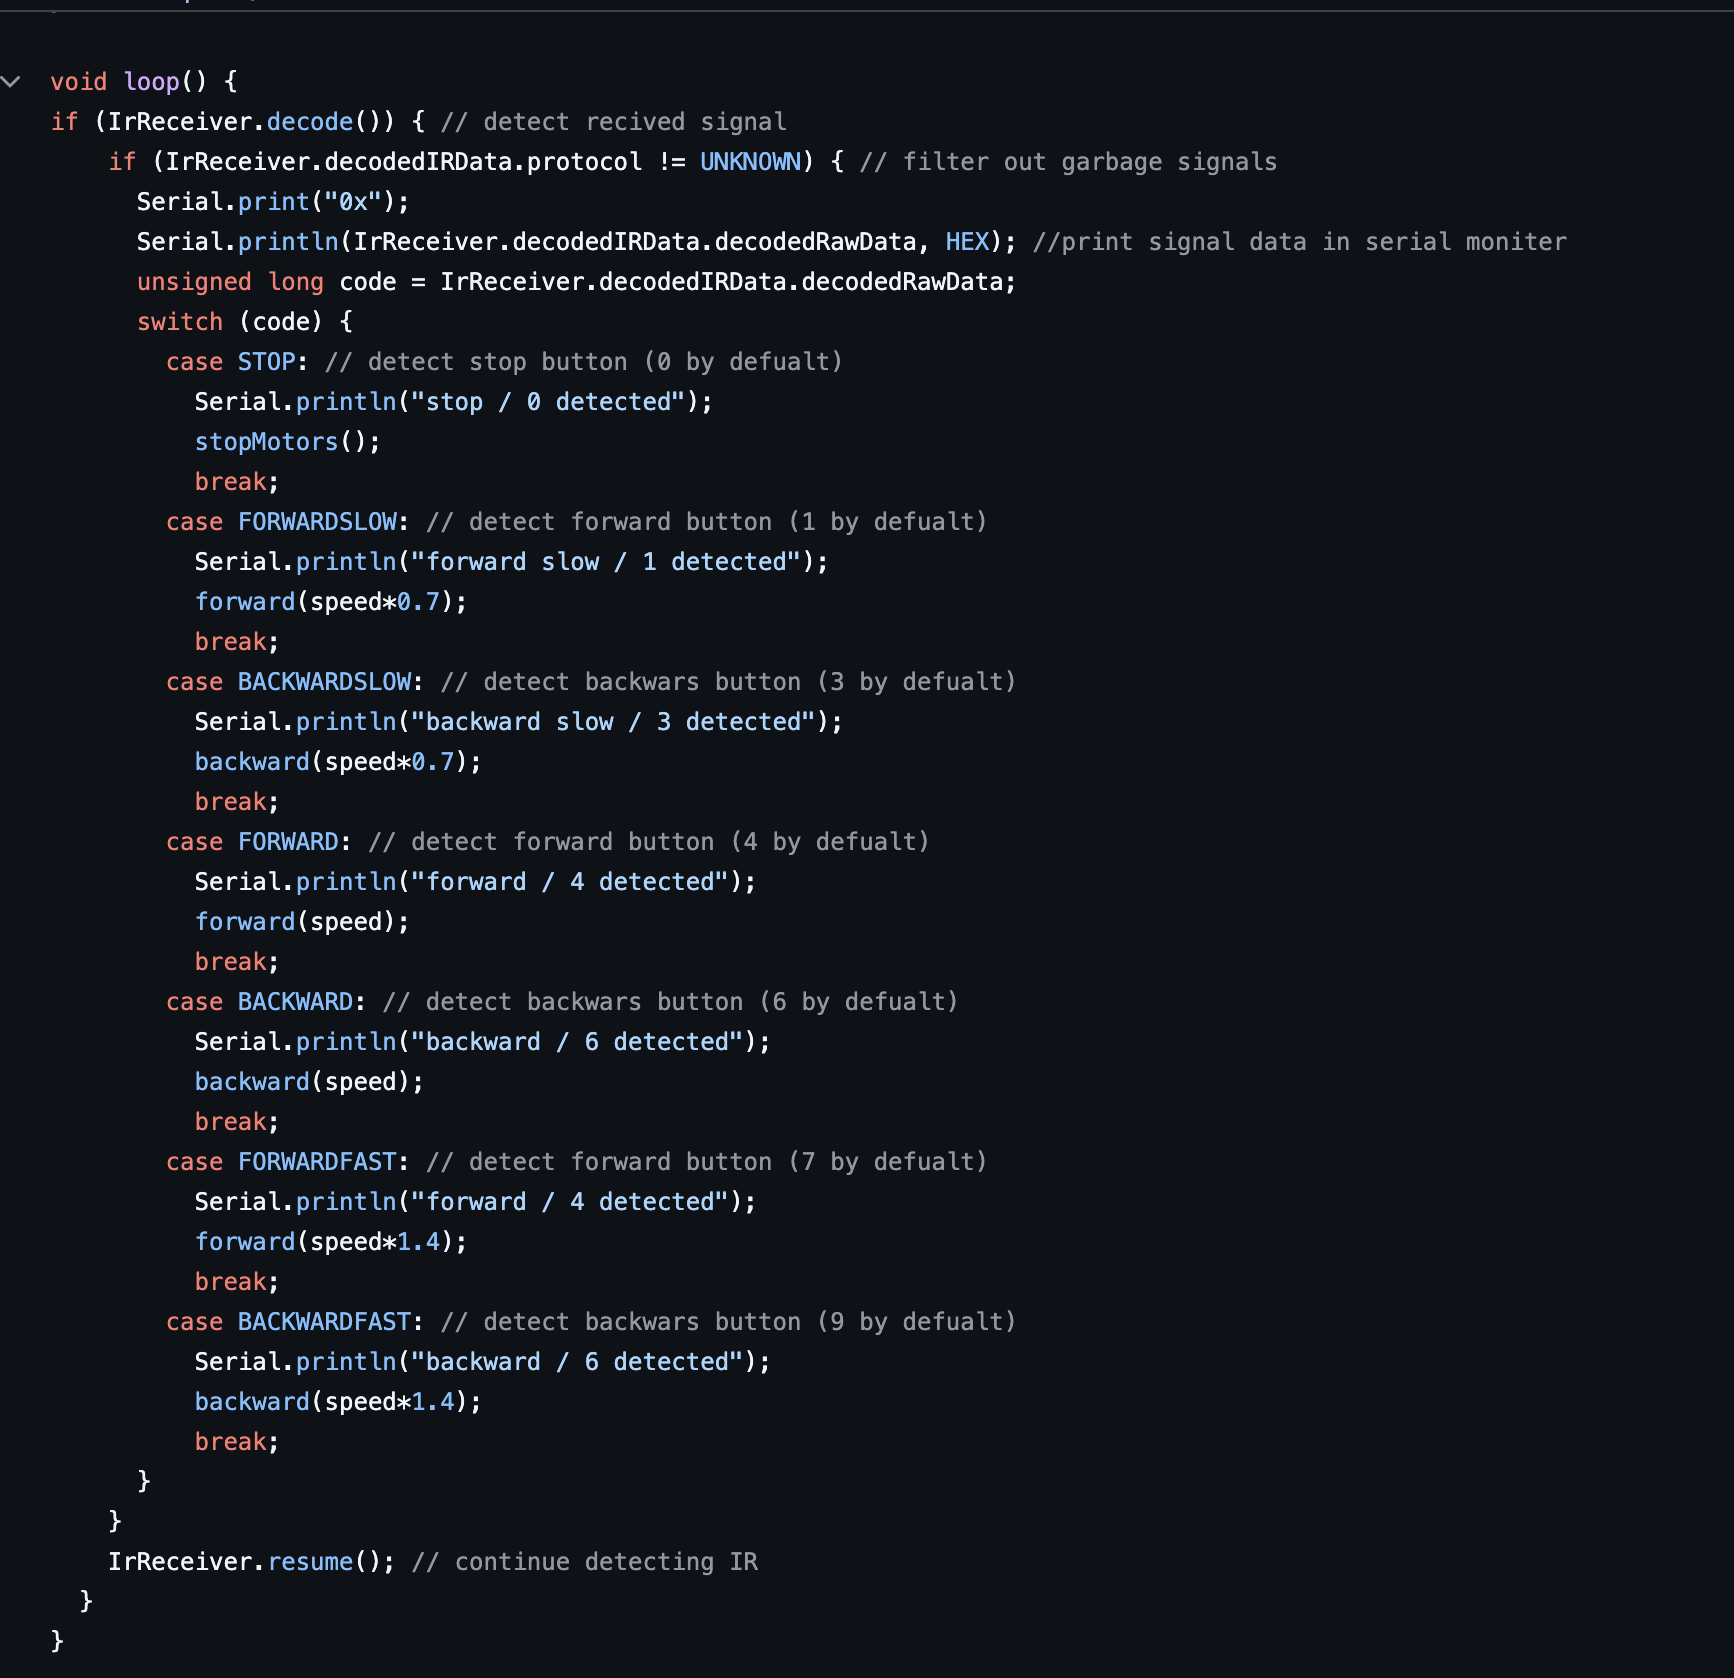 void loop() {
if (IrReceiver.decode()) { // detect recived signal
    if (IrReceiver.decodedIRData.protocol != UNKNOWN) { // filter out garbage signals
      Serial.print("0x");
      Serial.println(IrReceiver.decodedIRData.decodedRawData, HEX); //print signal data in serial moniter
      unsigned long code = IrReceiver.decodedIRData.decodedRawData;
      switch (code) {
        case STOP: // detect stop button (0 by defualt)
          Serial.println("stop / 0 detected");
          stopMotors();
          break;
        case FORWARDSLOW: // detect forward button (1 by defualt)
          Serial.println("forward slow / 1 detected");
          forward(speed*0.7);
          break;
        case BACKWARDSLOW: // detect backwars button (3 by defualt)
          Serial.println("backward slow / 3 detected");
          backward(speed*0.7);
          break;
        case FORWARD: // detect forward button (4 by defualt)
          Serial.println("forward / 4 detected");
          forward(speed);
          break;
        case BACKWARD: // detect backwars button (6 by defualt)
          Serial.println("backward / 6 detected");
          backward(speed);
          break;
        case FORWARDFAST: // detect forward button (7 by defualt)
          Serial.println("forward / 4 detected");
          forward(speed*1.4);
          break;
        case BACKWARDFAST: // detect backwars button (9 by defualt)
          Serial.println("backward / 6 detected");
          backward(speed*1.4);
          break;
      }
    }
    IrReceiver.resume(); // continue detecting IR
  }
}